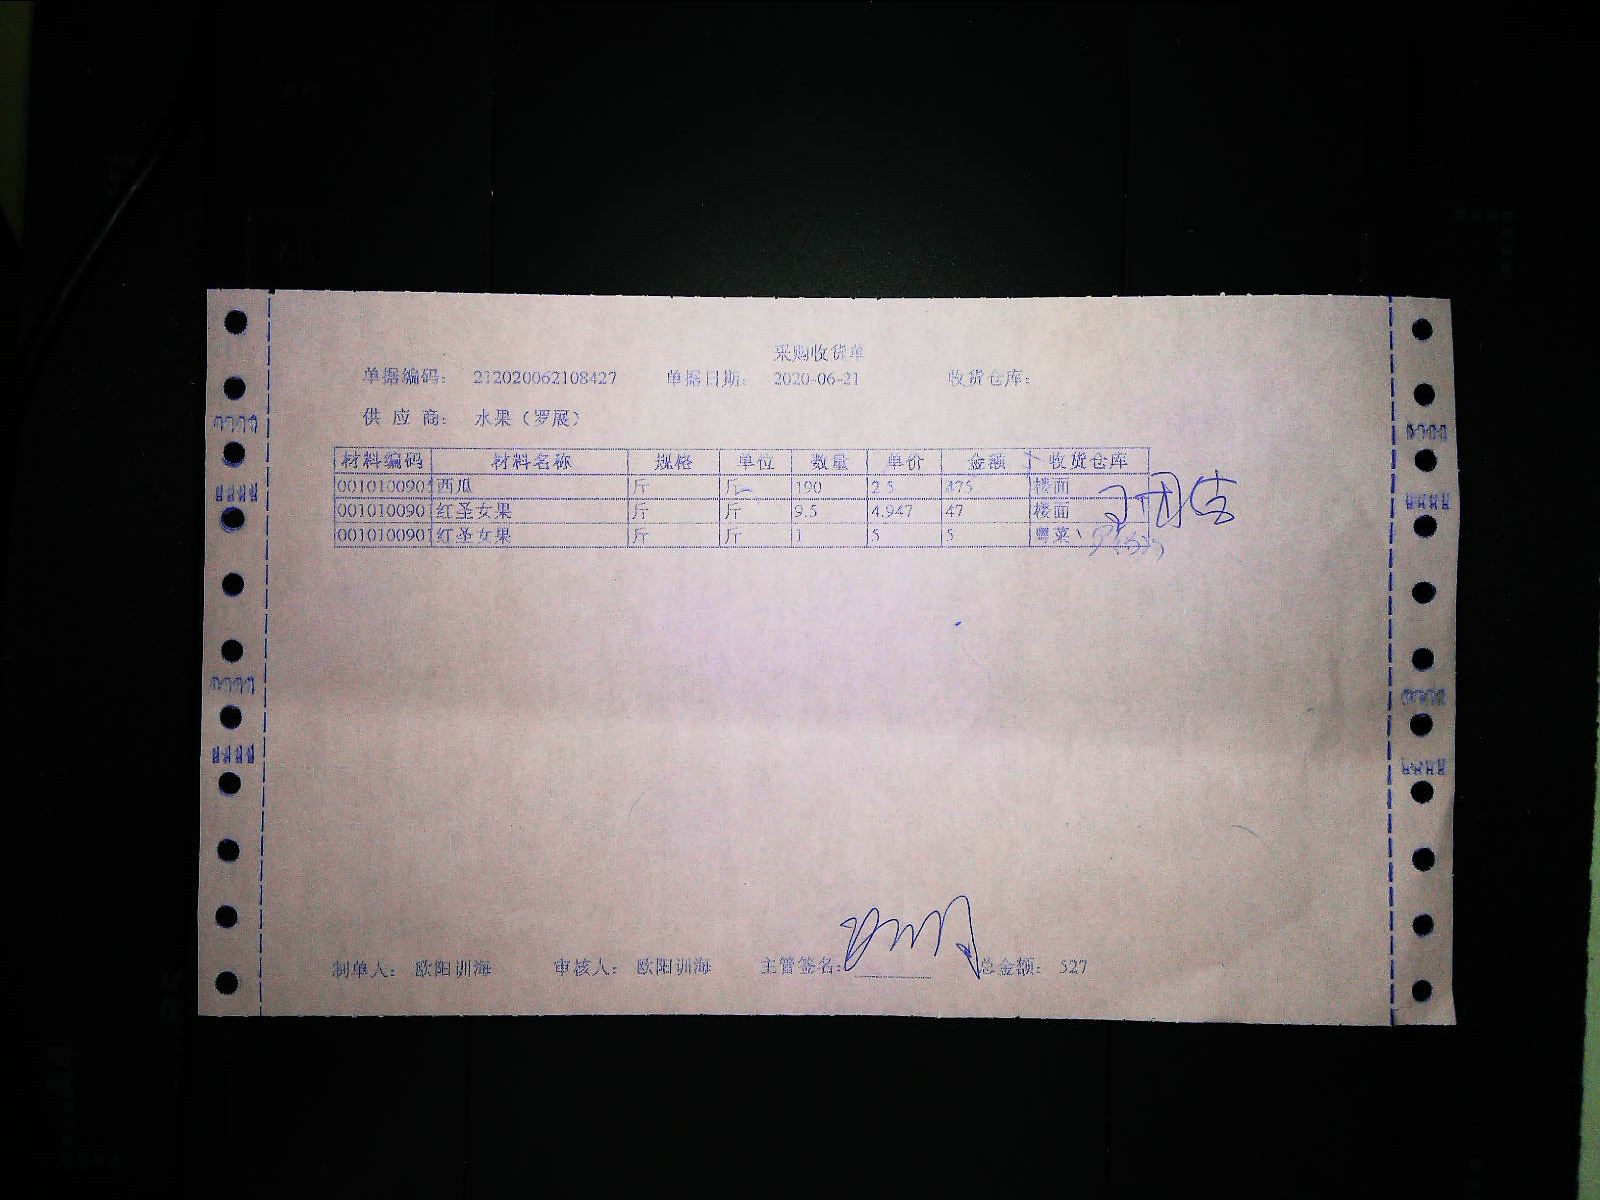 采购收货单
单据编码： 212020062108427 单据日期： 2020-06-21 收货仓库：
供应商： 水果（罗展）
材料编码 材料名称 规格 单位 数量 单价 金额 收货仓库
0010100905 西瓜 斤 斤 190 2.5 475 楼面
001010090 红圣女果 斤 斤 9.5 4.947 47 楼面
001010090 红圣女果 斤 斤 1 5 5 粤菜
制单人： 欧阳训海 审核人： 欧阳训海 主管签名： 总金额： 527